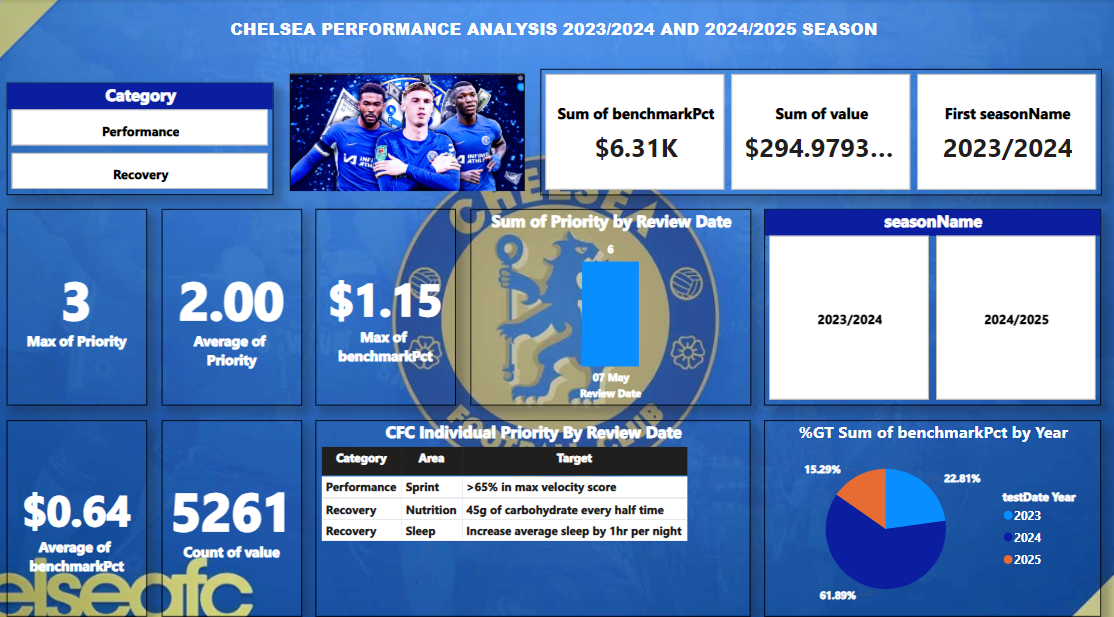 CHELSEA PERFORMANCE ANALYSIS 2023/2024 AND 2024/2025 SEASON
Category
Performance
Recovery
Sum of benchmarkPct
$6.31K
Sum of value
$294.9793...
First seasonName
2023/2024
3
Max of Priority
2.00
Average of
Priority
$1.15
Max of
benchmarkPct
Sum of Priority by Review Date
6
07 May
Review Date
CHELSEA
FOOTBALL CLUB
seasonName
2023/2024
2024/2025
$0.64
Average of
benchmarkPct
5261
Count of value
elseafc
CFC Individual Priority By Review Date
Category Area Target
Performance Sprint >65% in max velocity score
Recovery Nutrition 45g of carbohydrate every half time
Recovery Sleep Increase average sleep by 1hr per night
%GT Sum of benchmarkPct by Year
15.29%
22.81%
61.89%
testDate Year
2023
2024
2025